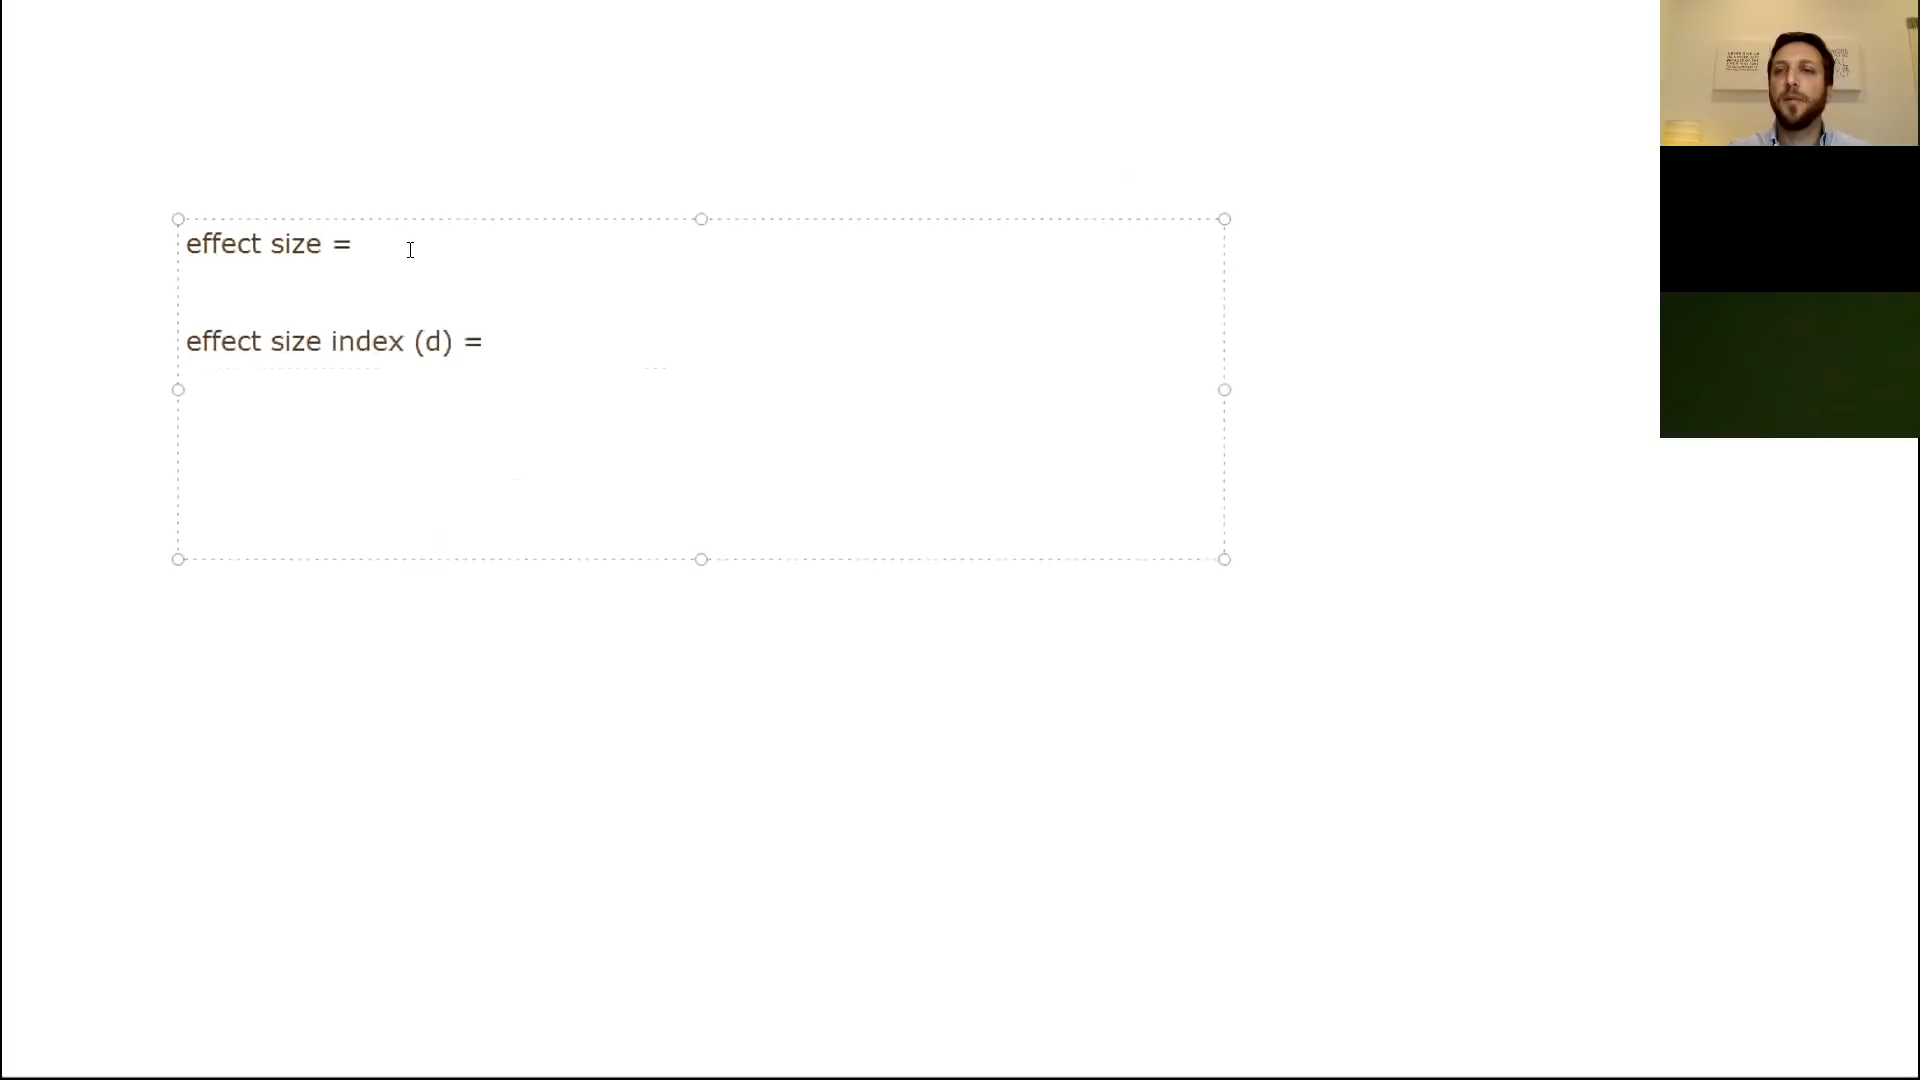 effect size =
effect size index (d) =